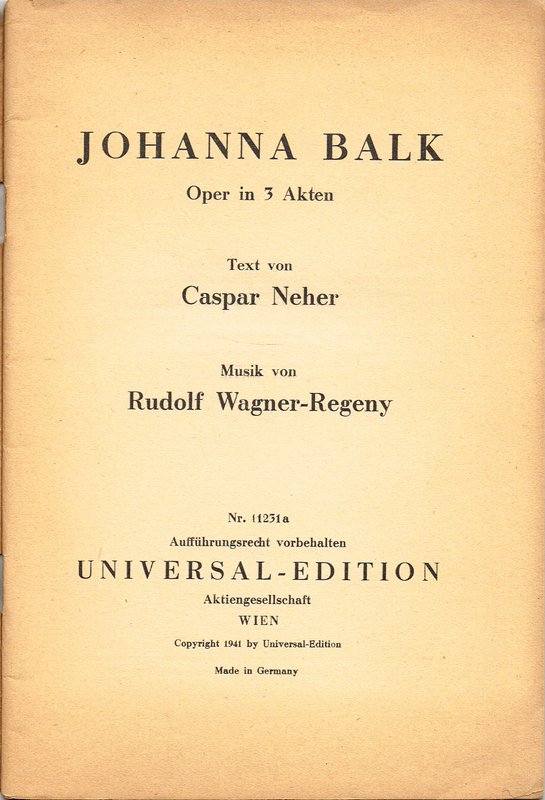 JOHANNA BALK
Oper in 3 Akten
Text von
Caspar Neher
Musik von
Rudolf Wagner-Regeny
Nr. 11231a
Aufführungsrecht vorbehalten
UNIVERSAL-EDITION
Aktiengesellschaft
WIEN
Copyright 1941 by Universal-Edition
Made in Germany